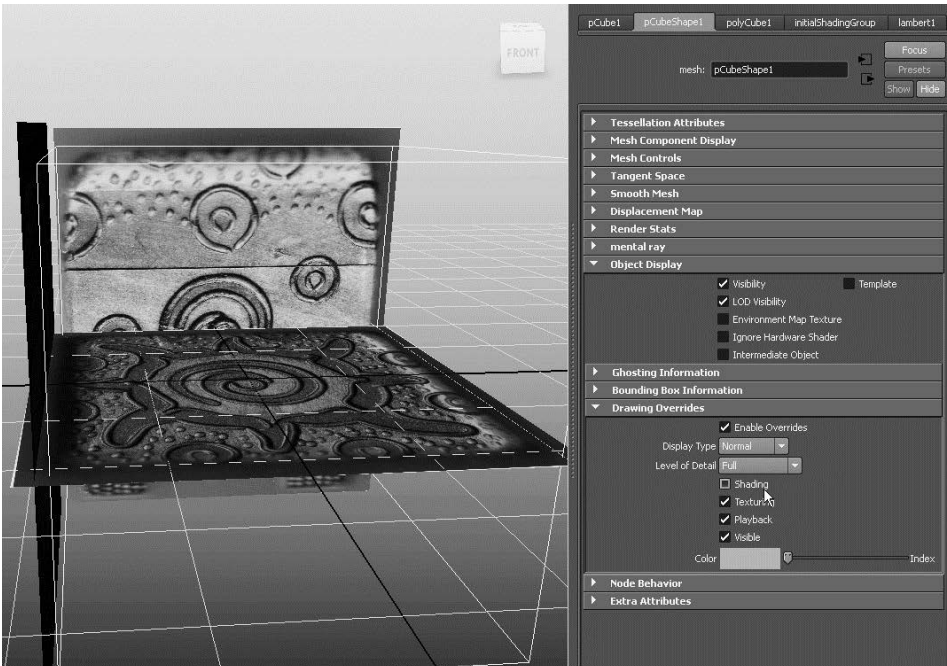 pCube1 pCubeShape1 polyCube1 initialShadingGroup lambert1
FRONT
Focus
mesh: pCubeShape1
Presets
Show Hide
Tessellation Attributes
Mesh Component Display
Mesh Controls
Tangent Space
Smooth Mesh
Displacement Map
Render Stats
mental ray
Object Display
Visibility Template
LOD Visibility
Environment Map Texture
Ignore Hardware Shader
Intermediate Object
Ghosting Information
Bounding Box Information
Drawing Overrides
Enable Overrides
Display Type Normal
Level of Detail Full
Shading
Playback
Visible
Color Index
Node Behavior
Extra Attributes